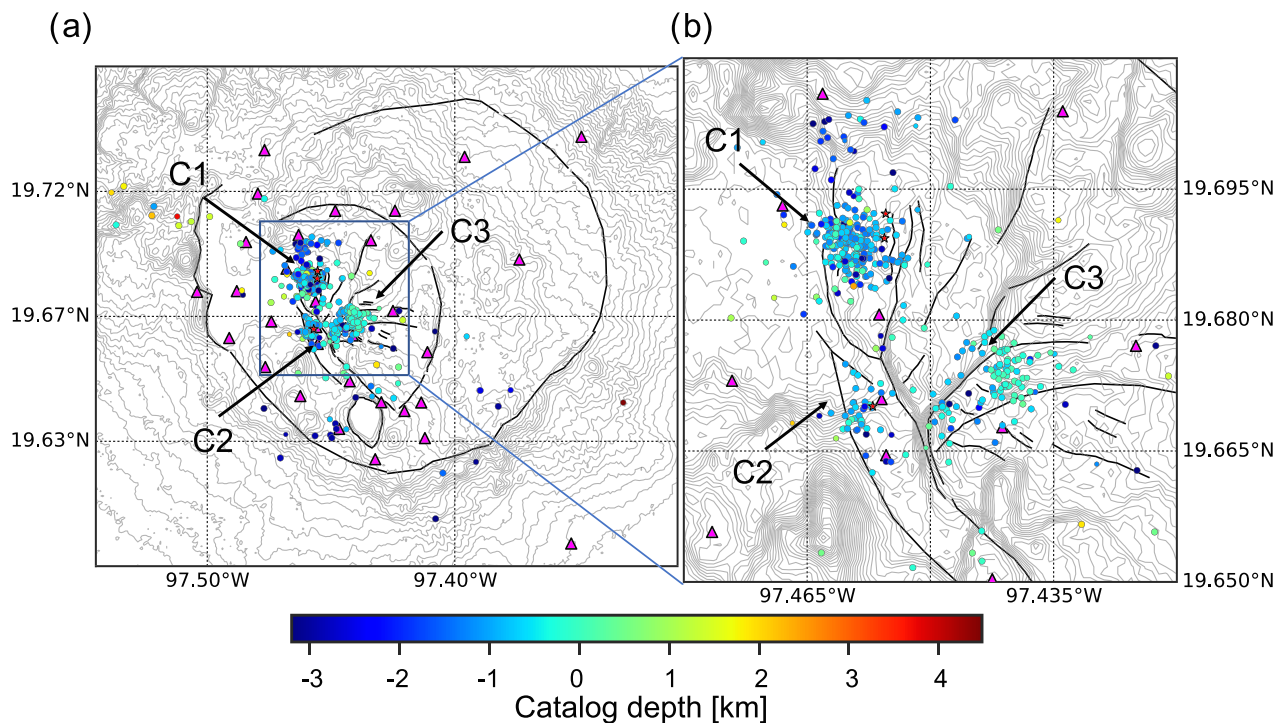 (a)
(b)
C1
C3
C2
19.72°N
19.67°N
19.63°N
97.50°W
97.40°W
C1
C3
C2
19.695°N
19.680°N
19.665°N
19.650°N
97.465°W
97.435°W
-3
-2
-1
0
1
2
3
4
Catalog depth [km]